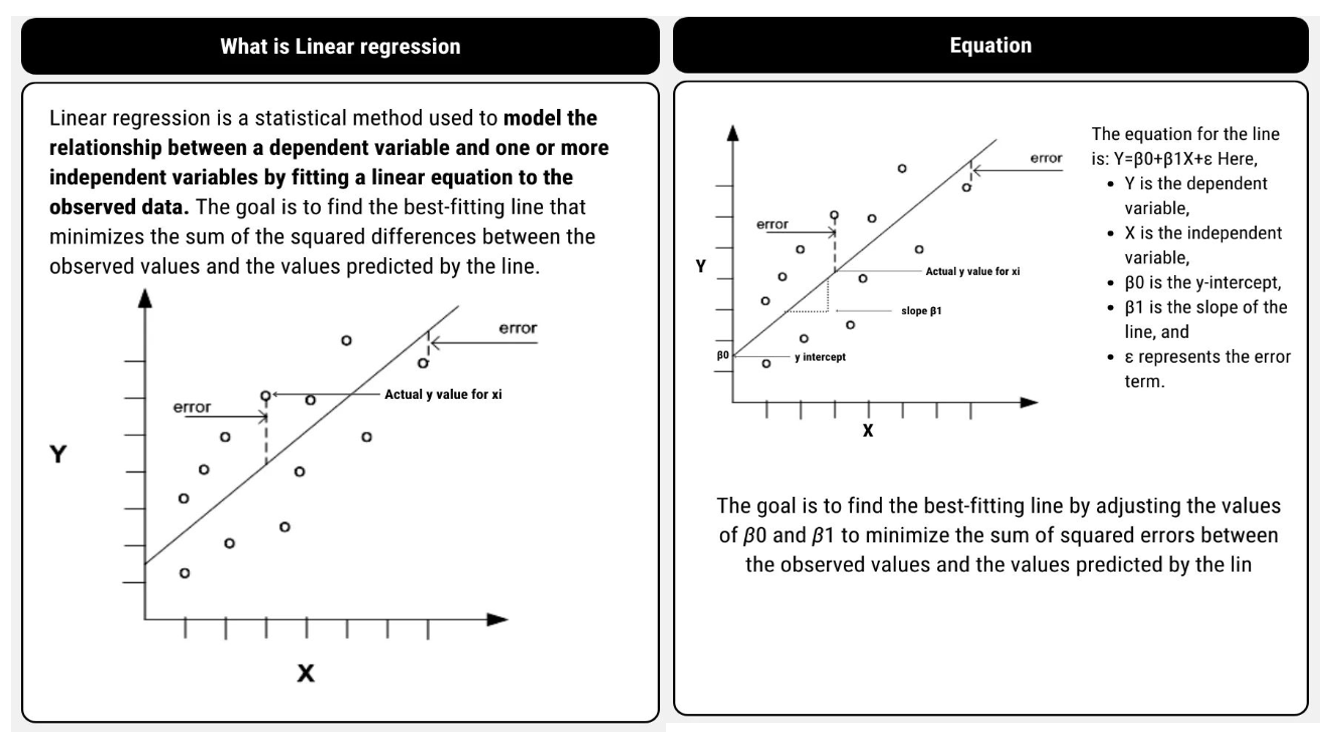 What is Linear regression
Linear regression is a statistical method used to model the
relationship between a dependent variable and one or more
independent variables by fitting a linear equation to the
observed data. The goal is to find the best-fitting line that
minimizes the sum of the squared differences between the
observed values and the values predicted by the line.
error
Actual y value for xi
error
Y
X
Equation
The equation for the line
is: Y=β0+β1X+ε Here,
• Y is the dependent
variable,
• X is the independent
variable,
• β0 is the y-intercept,
• β1 is the slope of the
line, and
• ε represents the error
term.
error
error
Y
Actual y value for xi
slope β1
β0
y intercept
X
The goal is to find the best-fitting line by adjusting the values
of β0 and β1 to minimize the sum of squared errors between
the observed values and the values predicted by the lin